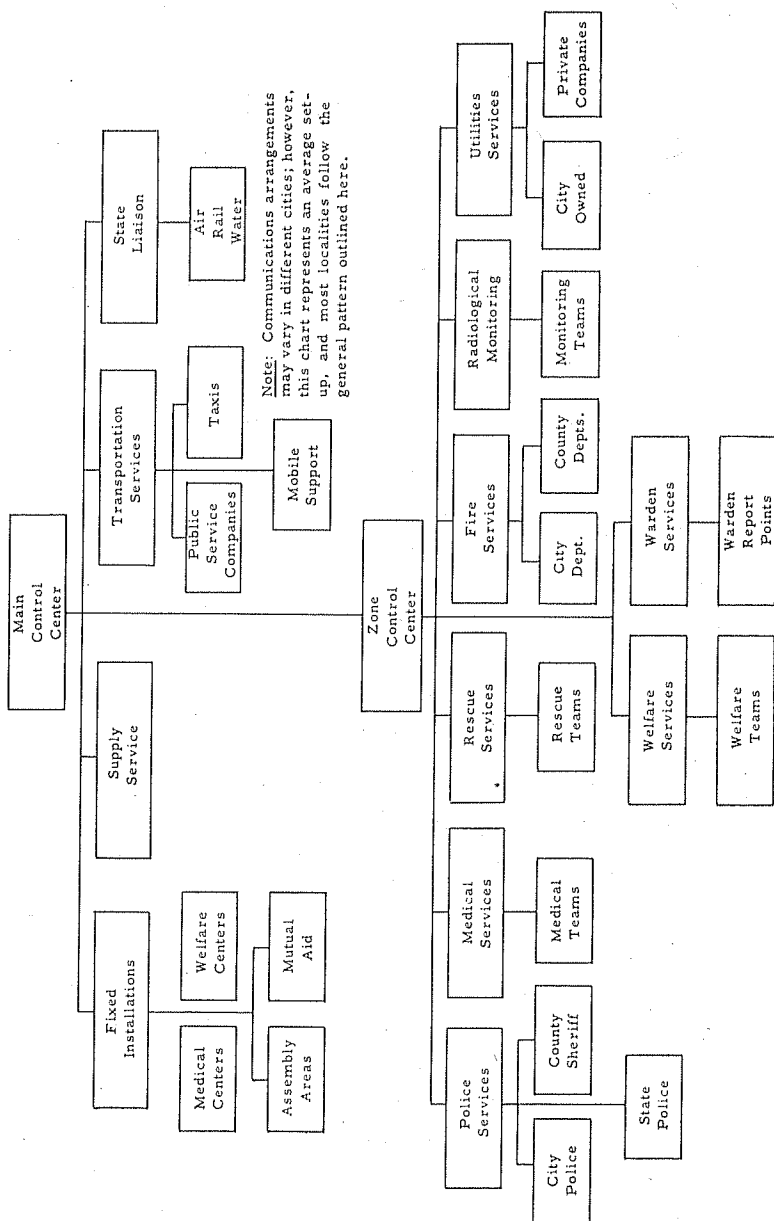 Main
Control
Center
Fixed
Installations
Supply
Service
Transportation
Services
State
Liaison
Medical
Centers
Welfare
Centers
Assembly
Areas
Mutual
Aid
Public
Service
Companies
Taxis
Mobile
Support
Air
Rail
Water
Note: Communications arrangements
may vary in different cities; however,
this chart represents an average set-
up, and most localities follow the
general pattern outlined here.
Zone
Control
Center
Police
Services
Medical
Services
Rescue
Services
Fire
Services
Radiological
Monitoring
Utilities
Services
City
Police
County
Sheriff
State
Police
Medical
Teams
Rescue
Teams
City
Dept.
County
Depts.
Monitoring
Teams
City
Owned
Private
Companies
Welfare
Services
Warden
Services
Welfare
Teams
Warden
Report
Points